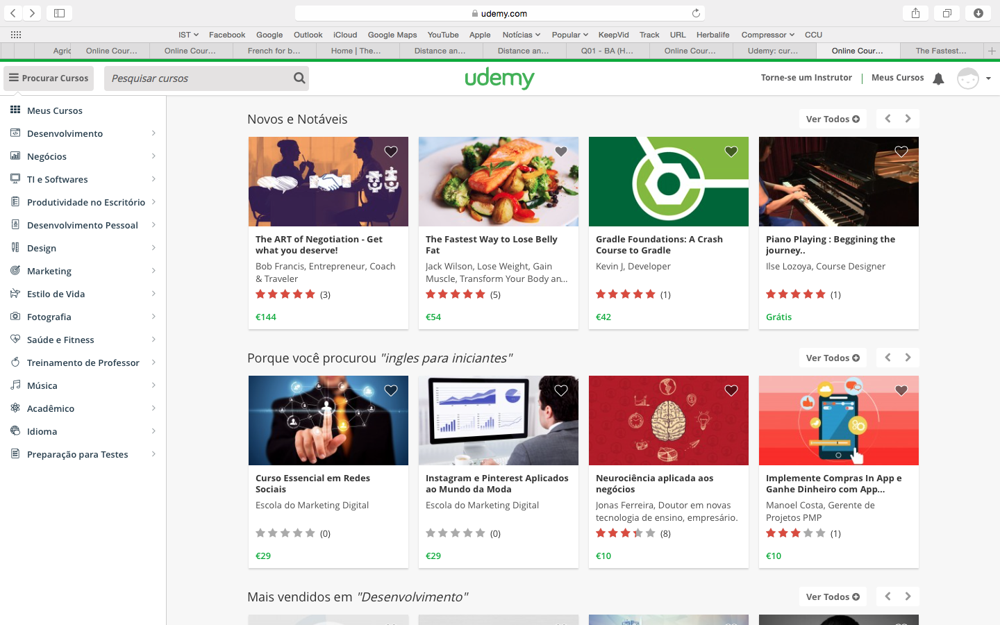 udemy.com
IST Facebook Google Outlook iCloud Google Maps YouTube Apple Notícias Popular KeepVid Track URL Herbalife Compressor CCU
Online Cour... Online Cour... French for b... Home | The... Distance an... Distance an... Q01 - BA (H... Online Cour... Udemy: cur... Online Cour... The Fastest...
Procurar Cursos
Pesquisar cursos
udemy
Torne-se um Instrutor | Meus Cursos
Meus Cursos
Desenvolvimento
Negócios
TI e Softwares
Produtividade no Escritório
Desenvolvimento Pessoal
Design
Marketing
Estilo de Vida
Fotografia
Saúde e Fitness
Treinamento de Professor
Música
Acadêmico
Idioma
Preparação para Testes
Novos e Notáveis
Ver Todos
The ART of Negotiation - Get
what you deserve!
Bob Francis, Entrepreneur, Coach
& Traveler
(3)
€144
The Fastest Way to Lose Belly
Fat
Jack Wilson, Lose Weight, Gain
Muscle, Transform Your Body an...
(5)
€54
Gradle Foundations: A Crash
Course to Gradle
Kevin J, Developer
(1)
€42
Piano Playing : Beggining the
journey..
Ilse Lozoya, Course Designer
(1)
Grátis
Porque você procurou "ingles para iniciantes"
Ver Todos
Curso Essencial em Redes
Sociais
Escola do Marketing Digital
(0)
€29
Instagram e Pinterest Aplicados
ao Mundo da Moda
Escola do Marketing Digital
(0)
€29
Neurociência aplicada aos
negócios
Jonas Ferreira, Doutor em novas
tecnologia de ensino, empresário.
(8)
€10
Implemente Compras In App e
Ganhe Dinheiro com App...
Manoel Costa, Gerente de
Projetos PMP
(1)
€10
Mais vendidos em "Desenvolvimento"
Ver Todos